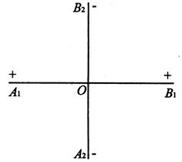 B₂ -
+ +
A₁ O B₁
A₂ -